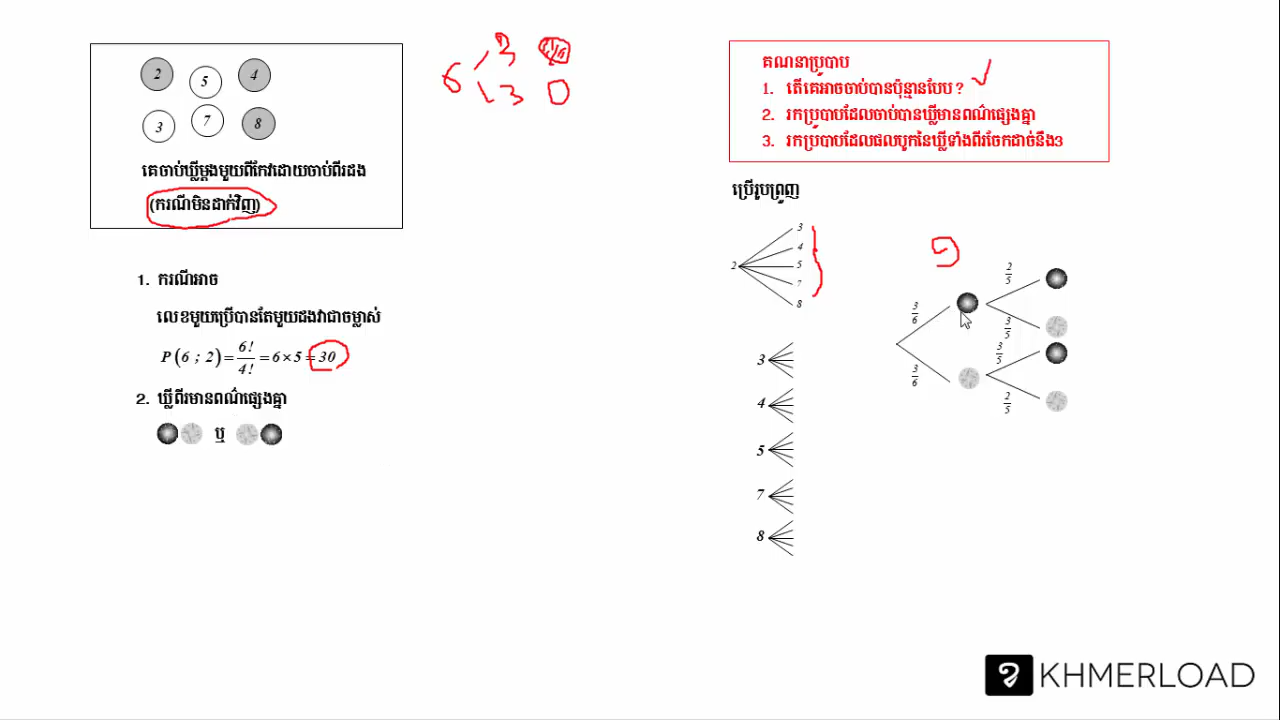 2 5 4
3 7 8
គេចាប់ឃ្លីម្តងមួយពីកែវដោយចាប់ពីរដង
(ករណីមិនដាក់វិញ)
6 3
3 0
គណនាប្រូបាប
1. តើគេអាចចាប់បានប៉ុន្មានបែប?
2. រកប្រូបាបដែលចាប់បានឃ្លីមានពណ៌ផ្សេងគ្នា
3. រកប្រូបាបដែលផលបូកនៃឃ្លីទាំងពីរចែកដាច់នឹង3
1. ករណីអាច
លេខមួយប្រើបានតែមួយដងវាជាចម្លាស់
P(6 ; 2) = 6!/4! = 6 × 5 = 30
2. ឃ្លីពីរមានពណ៌ផ្សេងគ្នា
ឬ
ប្រើរូបព្រួញ
2
3
4
5
7
8
3
4
5
7
8
3/6
3/6
2/5
3/5
3/5
2/5
KHMERLOAD